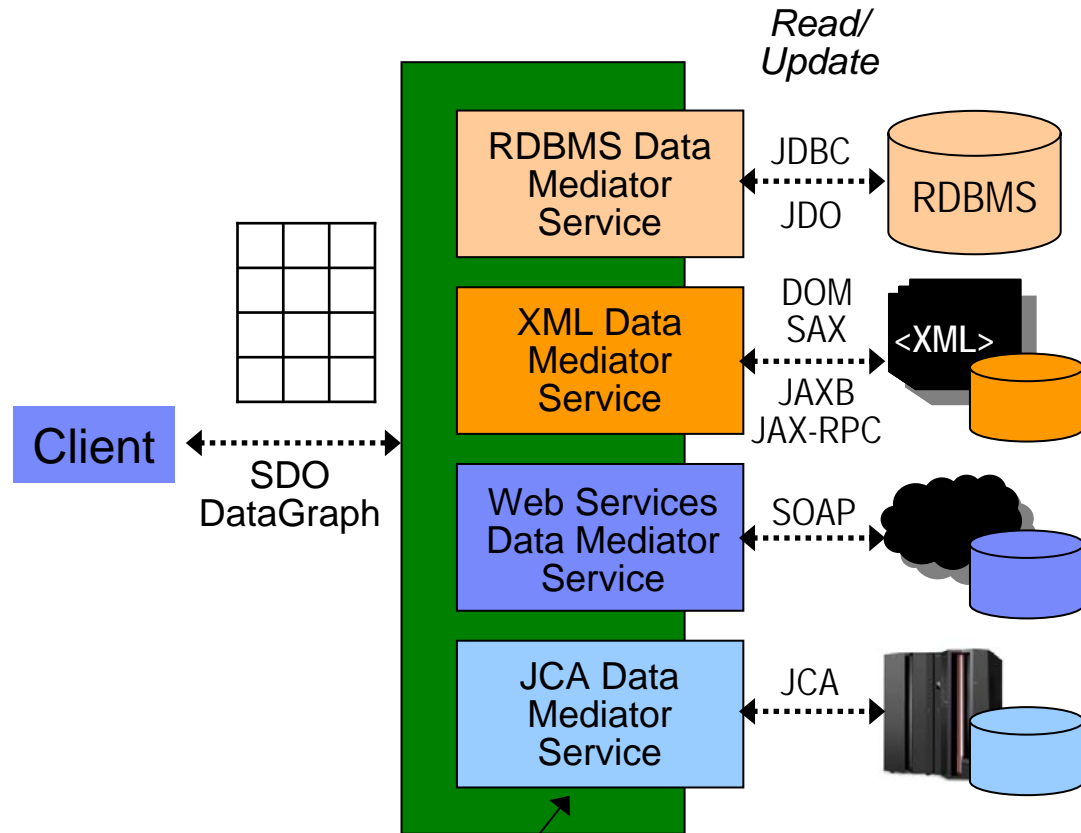 Read/
Update
RDBMS Data
Mediator
Service
JDBC
JDO
RDBMS
XML Data
Mediator
Service
DOM
SAX
JAXB
JAX-RPC
<XML>
Client
SDO
DataGraph
Web Services
Data Mediator
Service
SOAP
JCA Data
Mediator
Service
JCA